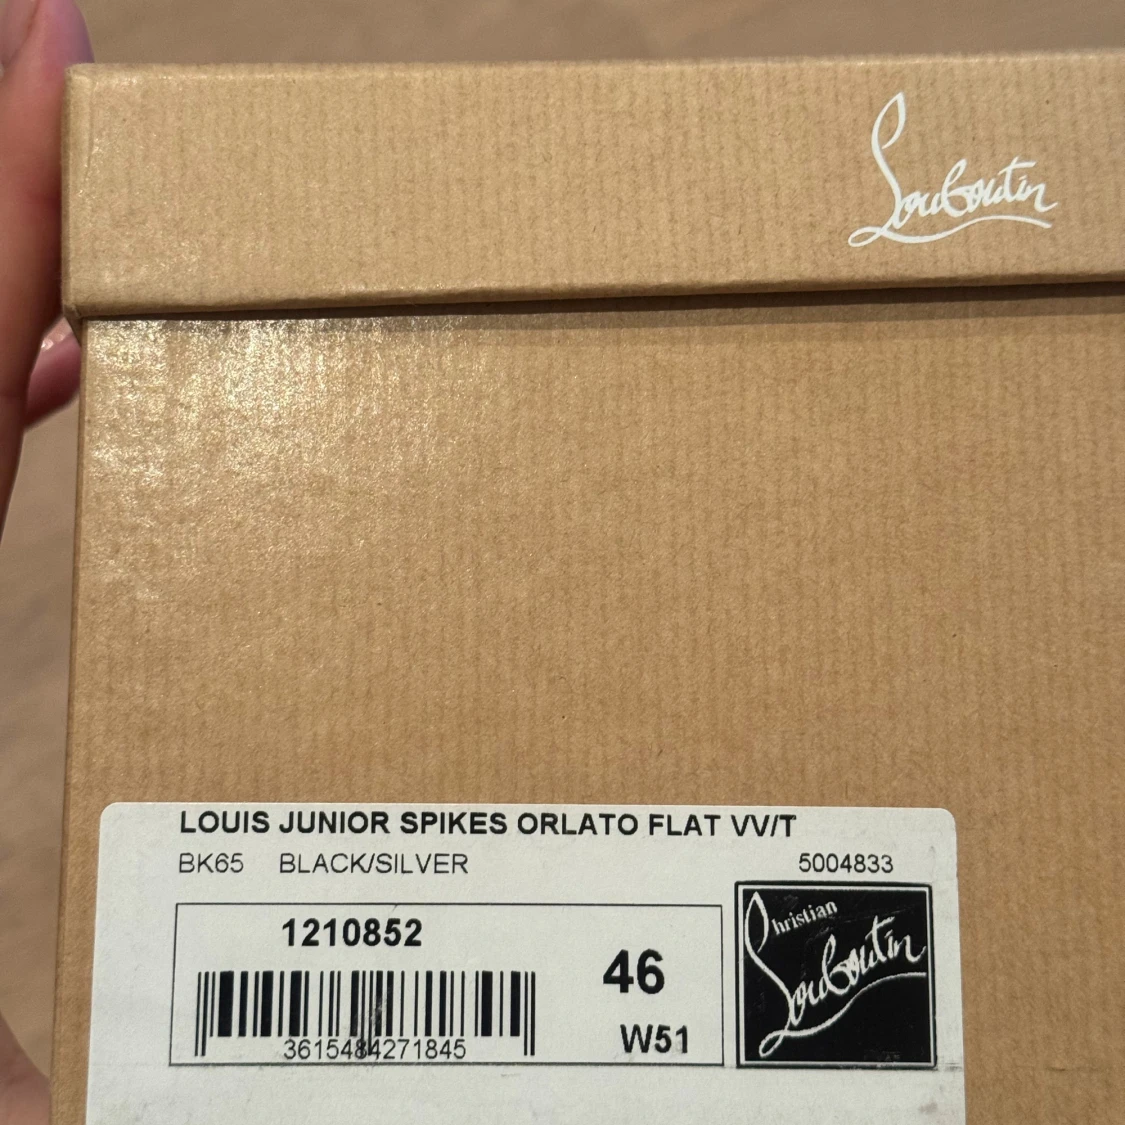 Louboutin
LOUIS JUNIOR SPIKES ORLATO FLAT VV/T
BK65 BLACK/SILVER 5004833
1210852
46
3615484271845
W51
Christian
Louboutin